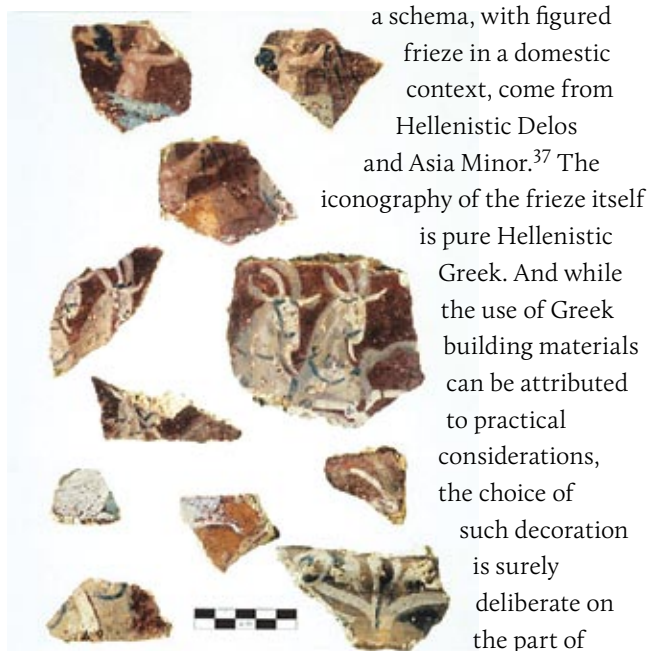 a schema, with figured
frieze in a domestic
context, come from
Hellenistic Delos
and Asia Minor.37 The
iconography of the frieze itself
is pure Hellenistic
Greek. And while
the use of Greek
building materials
can be attributed
to practical
considerations,
the choice of
such decoration
is surely
deliberate on
the part of